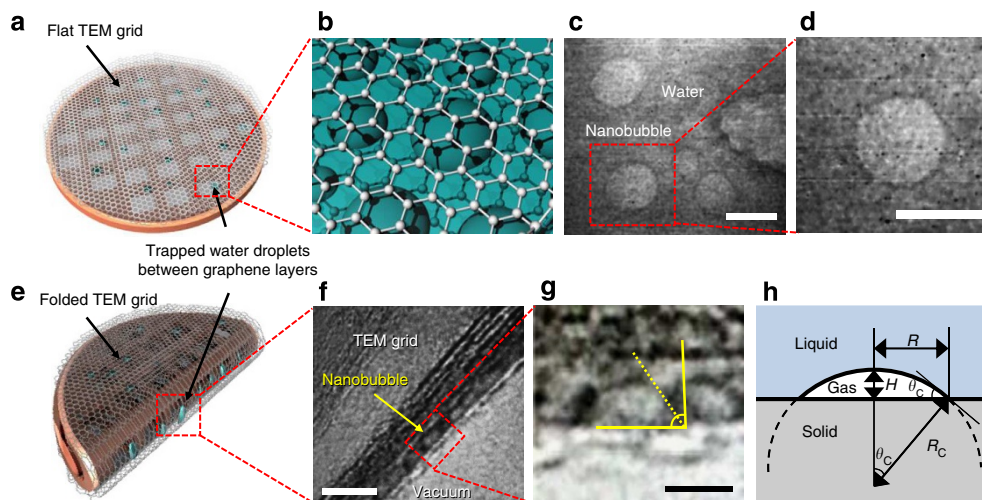 a
Flat TEM grid
b
c
Water
Nanobubble
d
Trapped water droplets
between graphene layers
e
Folded TEM grid
f
TEM grid
Nanobubble
Vacuum
g
h
Liquid
R
Gas
H
θC
Solid
θC
RC